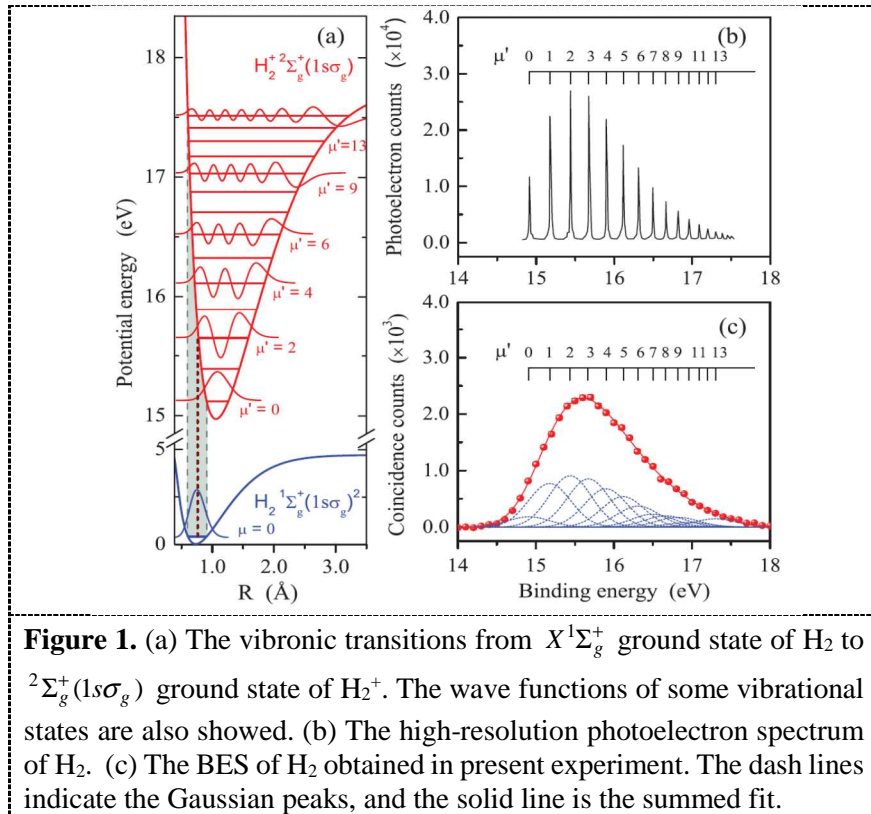 (a)
18
17
16
15
5
0
Potential energy (eV)
H₂⁺ ²Σg⁺(1sσg)
μ'=13
μ' = 9
μ' = 6
μ' = 4
μ' = 2
μ' = 0
H₂ ¹Σg⁺(1sσg)²
μ = 0
1.0 2.0 3.0
R (Å)
(b)
4.0
3.0
2.0
1.0
0.0
Photoelectron counts (×10⁴)
μ'
0 1 2 3 4 5 6 7 8 9 11 13
14 15 16 17 18
(c)
4.0
3.0
2.0
1.0
0.0
Coincidence counts (×10³)
μ'
0 1 2 3 4 5 6 7 8 9 11 13
14 15 16 17 18
Binding energy (eV)
Figure 1. (a) The vibronic transitions from X¹Σg⁺ ground state of H₂ to
²Σg⁺(1sσg) ground state of H₂⁺. The wave functions of some vibrational
states are also showed. (b) The high-resolution photoelectron spectrum
of H₂. (c) The BES of H₂ obtained in present experiment. The dash lines
indicate the Gaussian peaks, and the solid line is the summed fit.